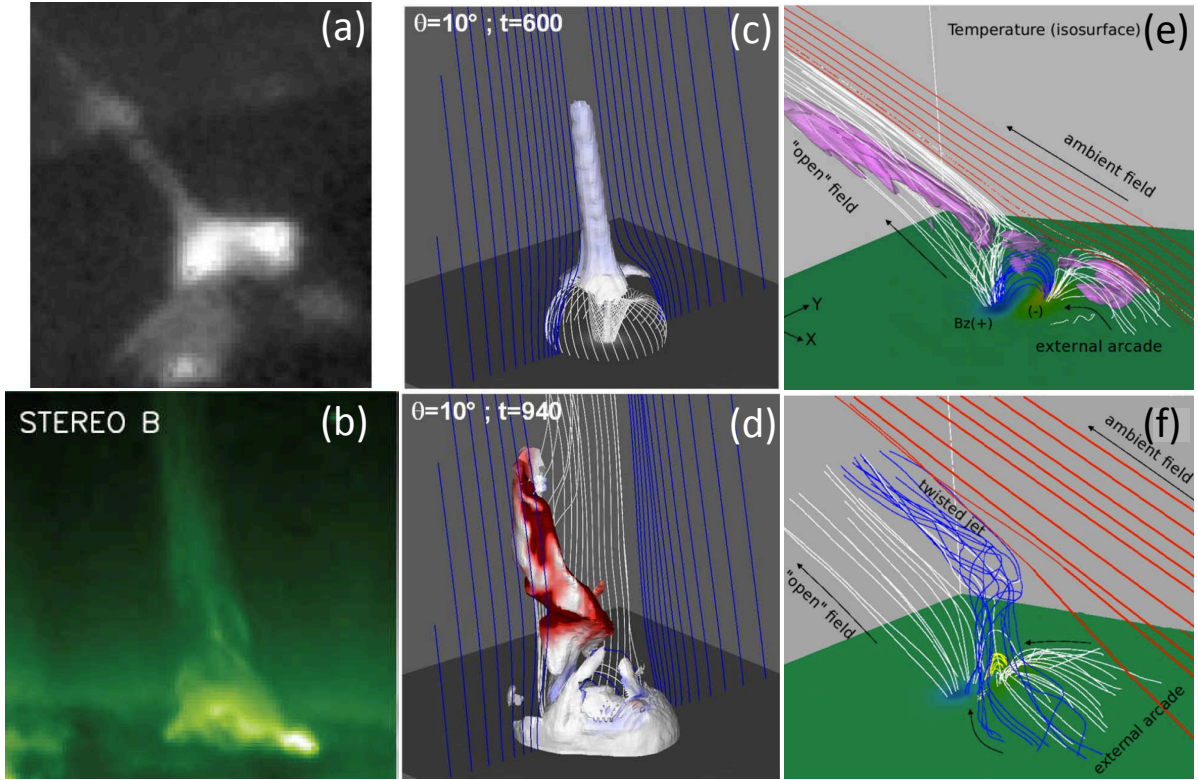 (a)
STEREO B
(b)
θ=10° ; t=600
(c)
θ=10° ; t=940
(d)
Temperature (isosurface)
(e)
ambient field
"open" field
Y
X
Bz(+)
(-)
external arcade
(f)
ambient field
twisted jet
"open" field
external arcade